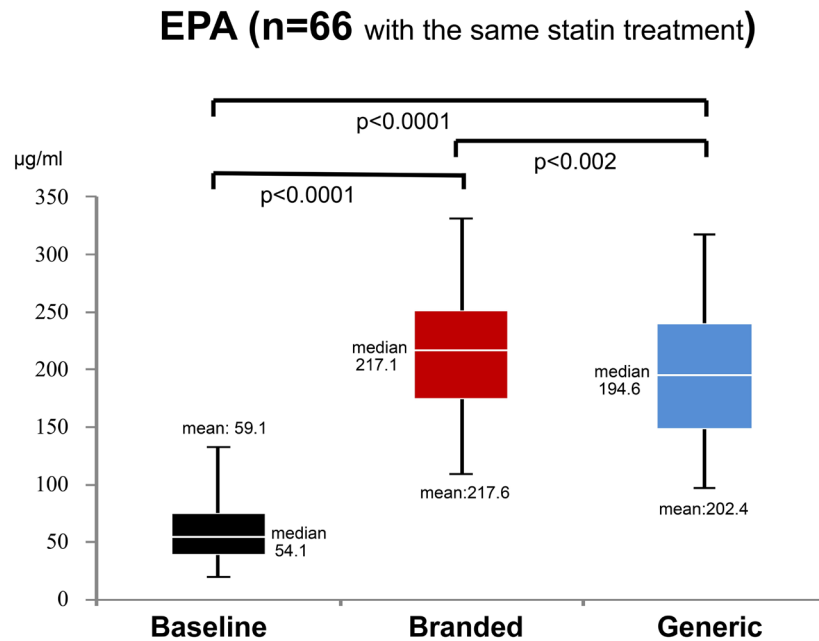 EPA (n=66 with the same statin treatment)
p<0.0001
p<0.002
p<0.0001
µg/ml
350
300
250
200
150
100
50
0
mean: 59.1
median
54.1
median
217.1
mean:217.6
median
194.6
mean:202.4
Baseline
Branded
Generic